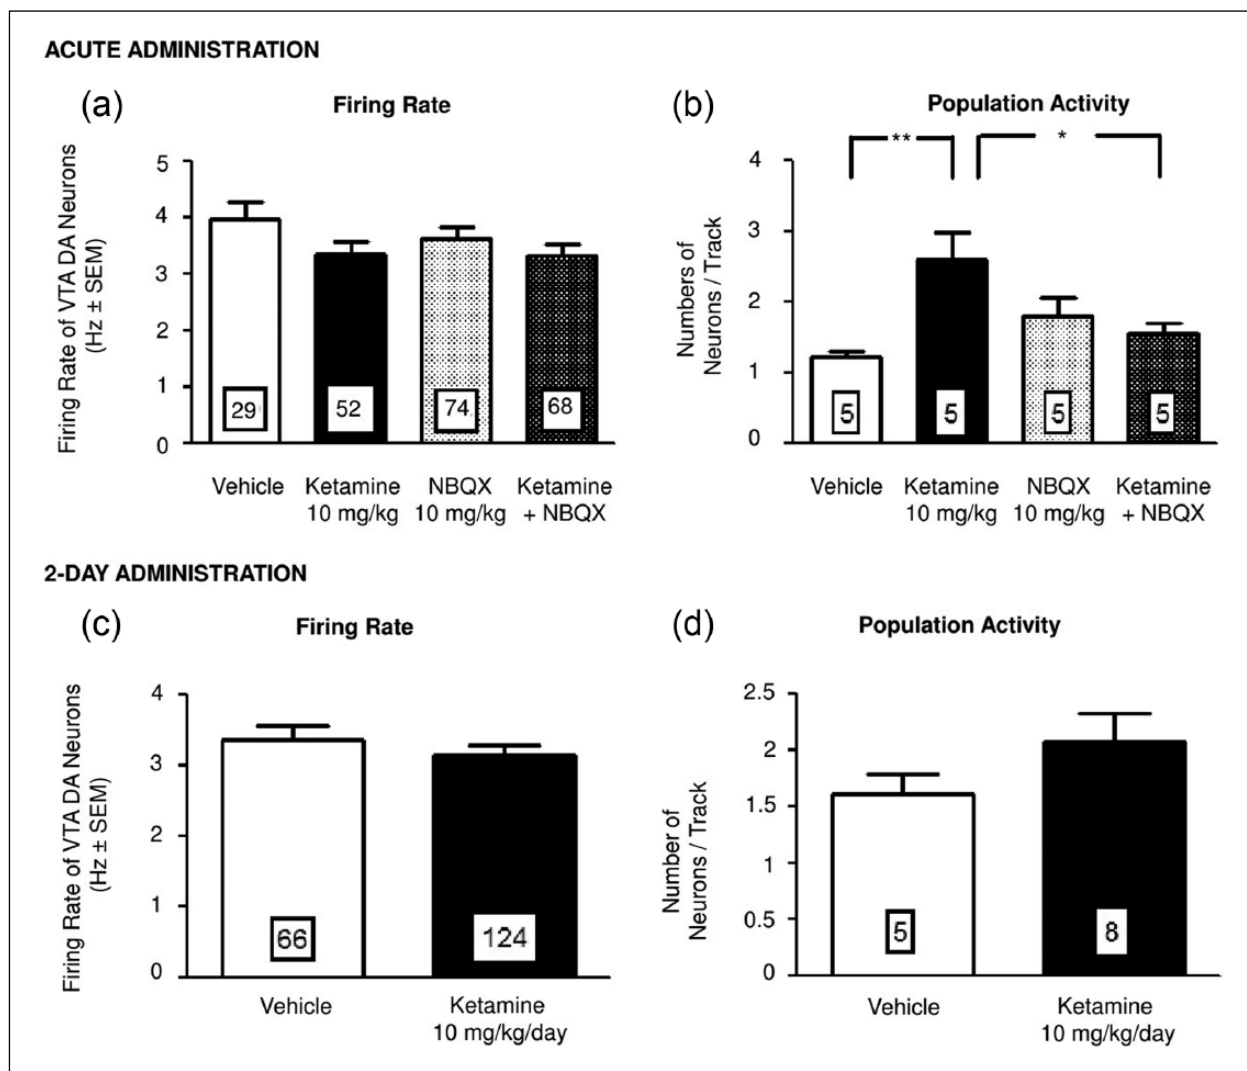 ACUTE ADMINISTRATION
(a)
Firing Rate
Firing Rate of VTA DA Neurons
(Hz ± SEM)
5
4
3
2
1
0
29
52
74
68
Vehicle
Ketamine
10 mg/kg
NBQX
10 mg/kg
Ketamine
+ NBQX
(b)
Population Activity
**
*
Numbers of
Neurons / Track
4
3
2
1
0
5
5
5
5
Vehicle
Ketamine
10 mg/kg
NBQX
10 mg/kg
Ketamine
+ NBQX
2-DAY ADMINISTRATION
(c)
Firing Rate
Firing Rate of VTA DA Neurons
(Hz ± SEM)
4
3
2
1
0
66
124
Vehicle
Ketamine
10 mg/kg/day
(d)
Population Activity
Number of
Neurons / Track
2.5
2
1.5
1
0.5
0
5
8
Vehicle
Ketamine
10 mg/kg/day